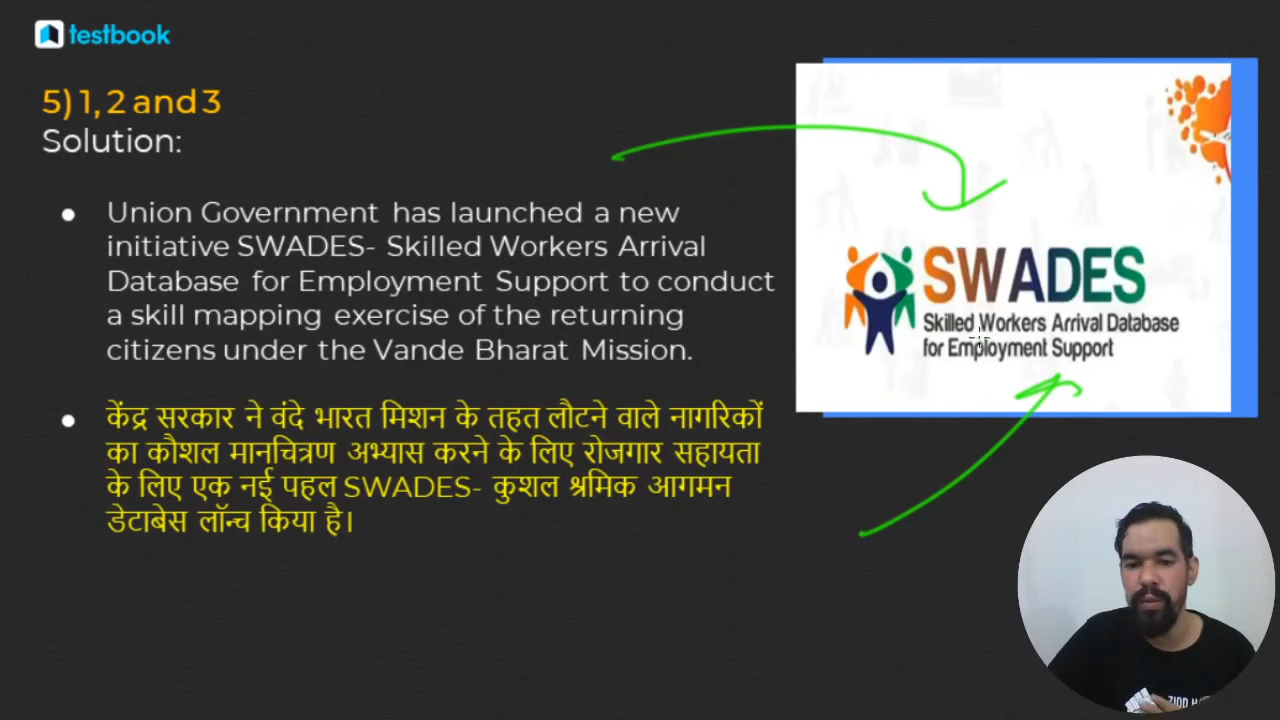 testbook
5) 1, 2 and 3
Solution:
● Union Government has launched a new
initiative SWADES- Skilled Workers Arrival
Database for Employment Support to conduct
a skill mapping exercise of the returning
citizens under the Vande Bharat Mission.
● केंद्र सरकार ने वंदे भारत मिशन के तहत लौटने वाले नागरिकों
का कौशल मानचित्रण अभ्यास करने के लिए रोजगार सहायता
के लिए एक नई पहल SWADES- कुशल श्रमिक आगमन
डेटाबेस लॉन्च किया है।
SWADES
Skilled Workers Arrival Database
for Employment Support